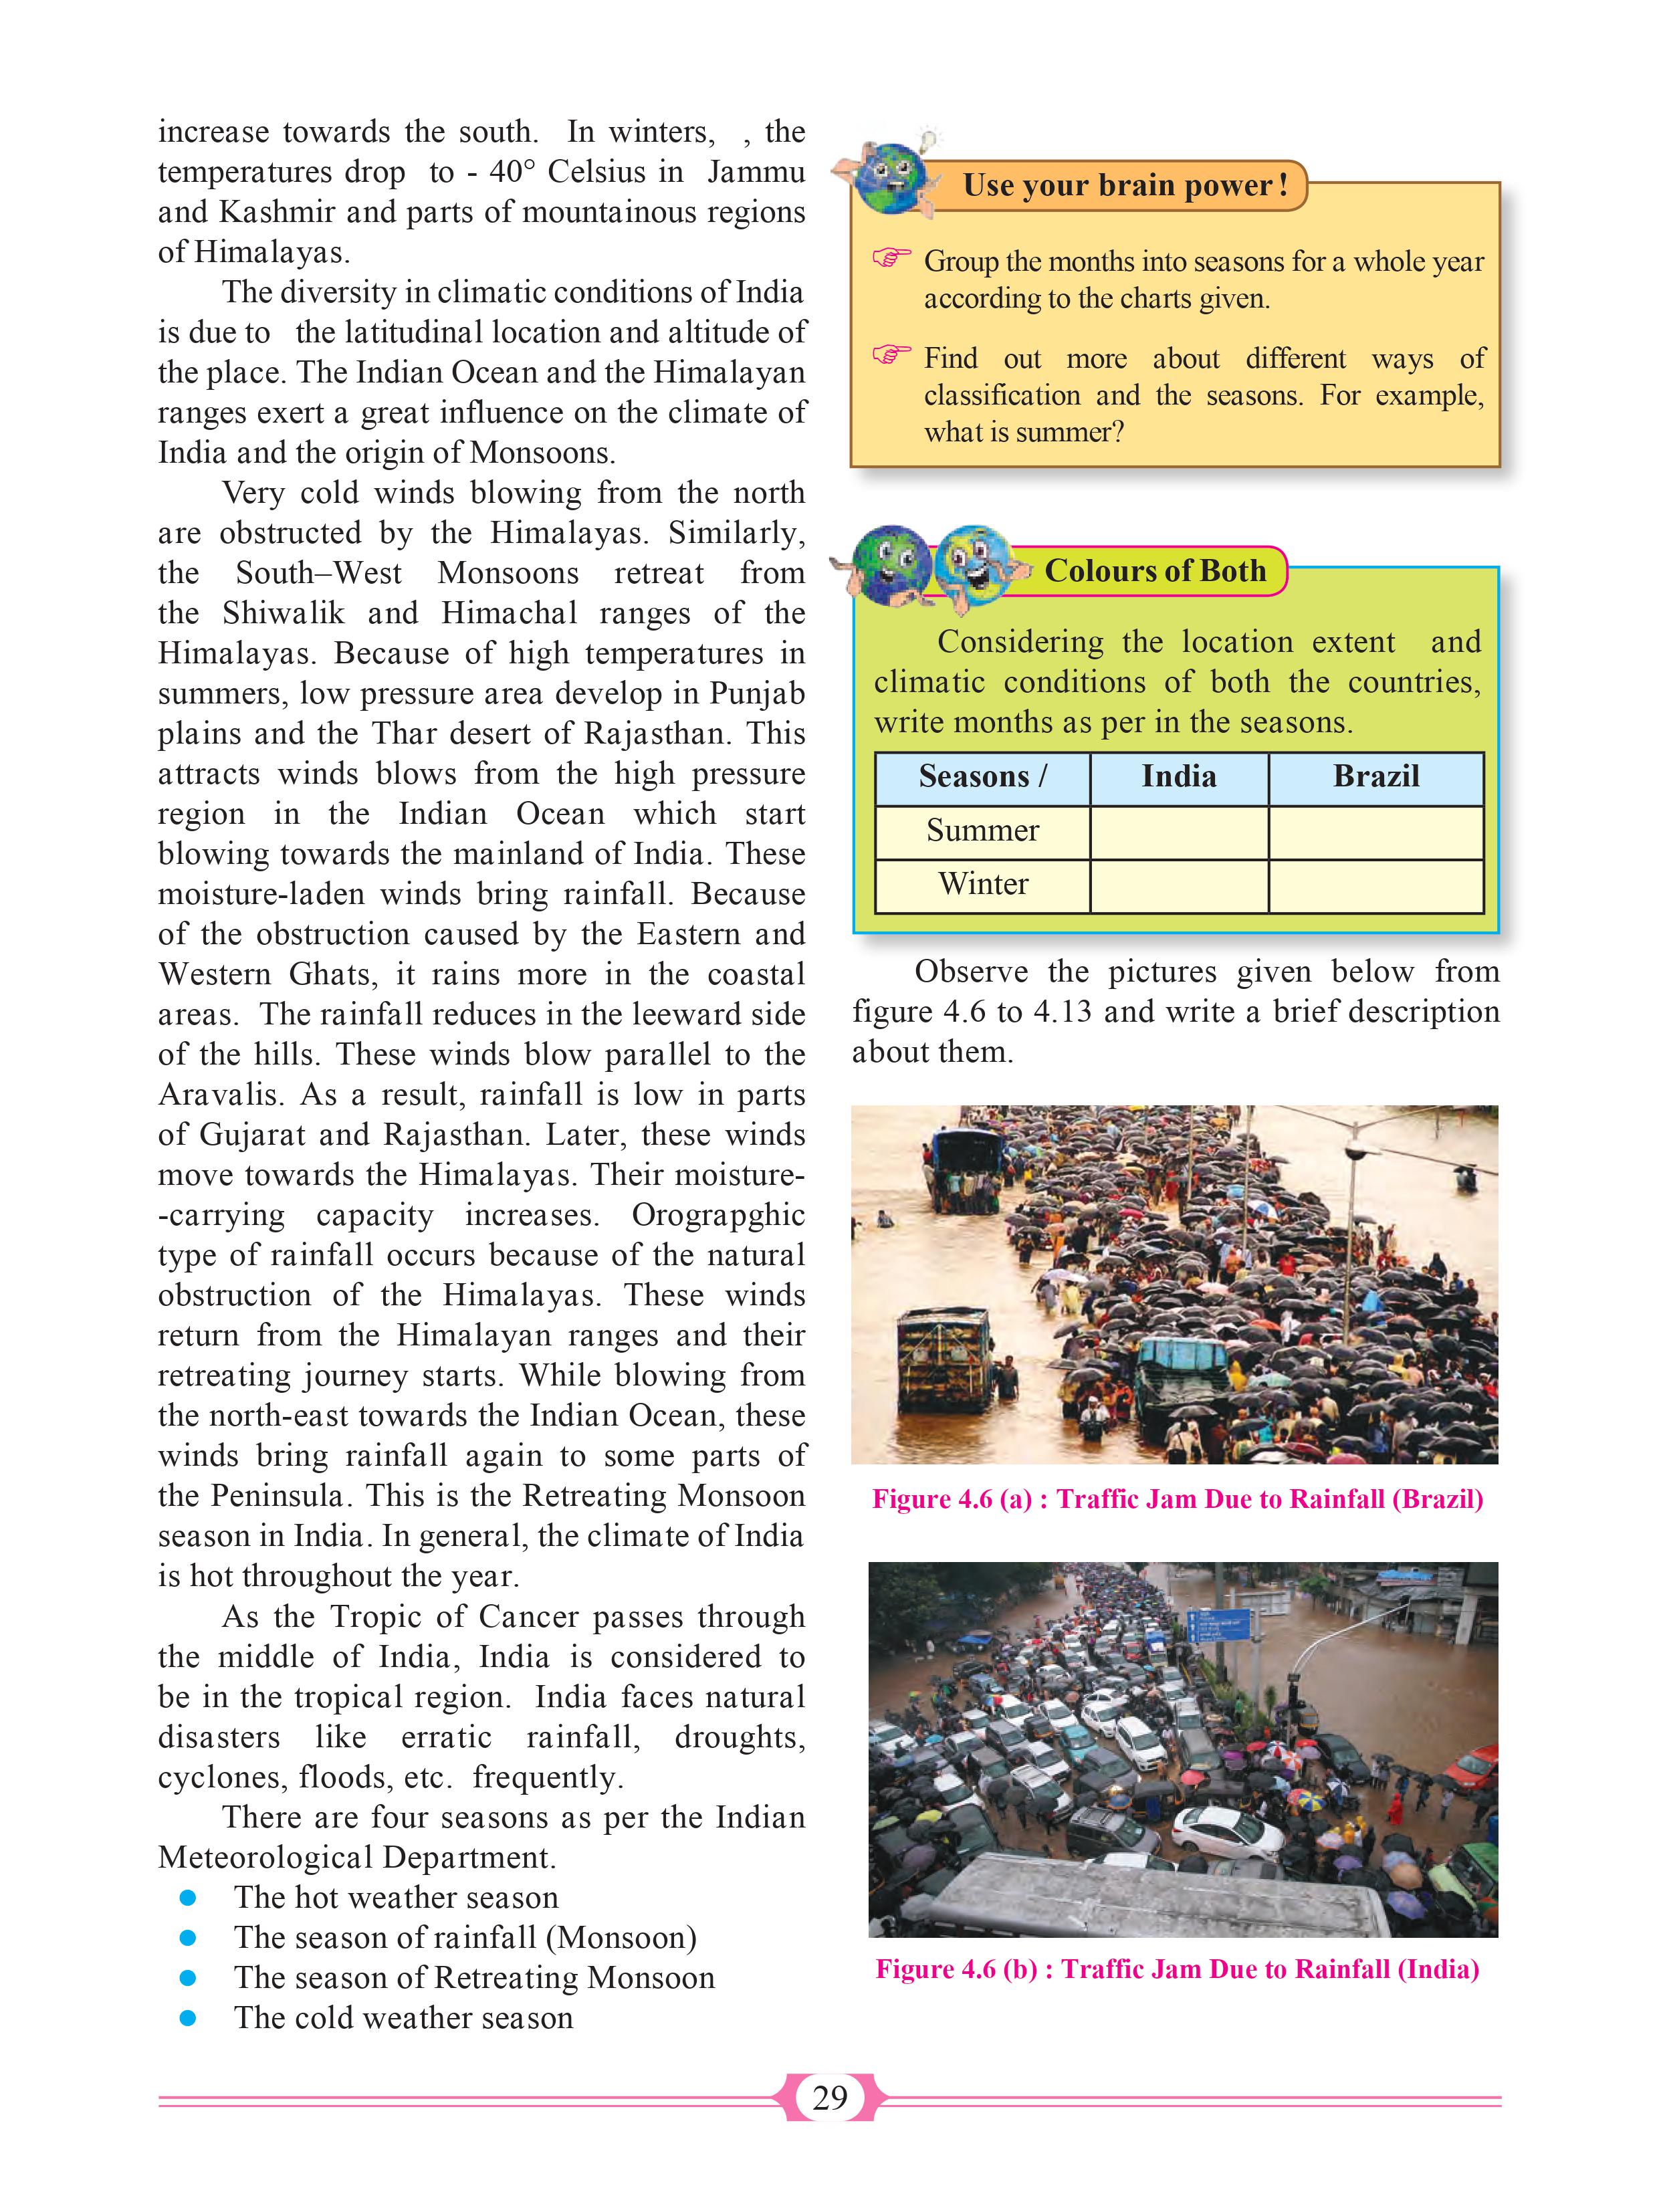 increase towards the south. In winters, , the
temperatures drop to - 40° Celsius in Jammu
and Kashmir and parts of mountainous regions
of Himalayas.
The diversity in climatic conditions of India
is due to the latitudinal location and altitude of
the place. The Indian Ocean and the Himalayan
ranges exert a great influence on the climate of
India and the origin of Monsoons.
Very cold winds blowing from the north
are obstructed by the Himalayas. Similarly,
the South–West Monsoons retreat from
the Shiwalik and Himachal ranges of the
Himalayas. Because of high temperatures in
summers, low pressure area develop in Punjab
plains and the Thar desert of Rajasthan. This
attracts winds blows from the high pressure
region in the Indian Ocean which start
blowing towards the mainland of India. These
moisture-laden winds bring rainfall. Because
of the obstruction caused by the Eastern and
Western Ghats, it rains more in the coastal
areas. The rainfall reduces in the leeward side
of the hills. These winds blow parallel to the
Aravalis. As a result, rainfall is low in parts
of Gujarat and Rajasthan. Later, these winds
move towards the Himalayas. Their moisture-
-carrying capacity increases. Orograpghic
type of rainfall occurs because of the natural
obstruction of the Himalayas. These winds
return from the Himalayan ranges and their
retreating journey starts. While blowing from
the north-east towards the Indian Ocean, these
winds bring rainfall again to some parts of
the Peninsula. This is the Retreating Monsoon
season in India. In general, the climate of India
is hot throughout the year.
As the Tropic of Cancer passes through
the middle of India, India is considered to
be in the tropical region. India faces natural
disasters like erratic rainfall, droughts,
cyclones, floods, etc. frequently.
There are four seasons as per the Indian
Meteorological Department.
● The hot weather season
● The season of rainfall (Monsoon)
● The season of Retreating Monsoon
● The cold weather season
Use your brain power !
☞ Group the months into seasons for a whole year
according to the charts given.
☞ Find out more about different ways of
classification and the seasons. For example,
what is summer?
Colours of Both
Considering the location extent and
climatic conditions of both the countries,
write months as per in the seasons.
Seasons / India Brazil
Summer
Winter
Observe the pictures given below from
figure 4.6 to 4.13 and write a brief description
about them.
Figure 4.6 (a) : Traffic Jam Due to Rainfall (Brazil)
Figure 4.6 (b) : Traffic Jam Due to Rainfall (India)
29